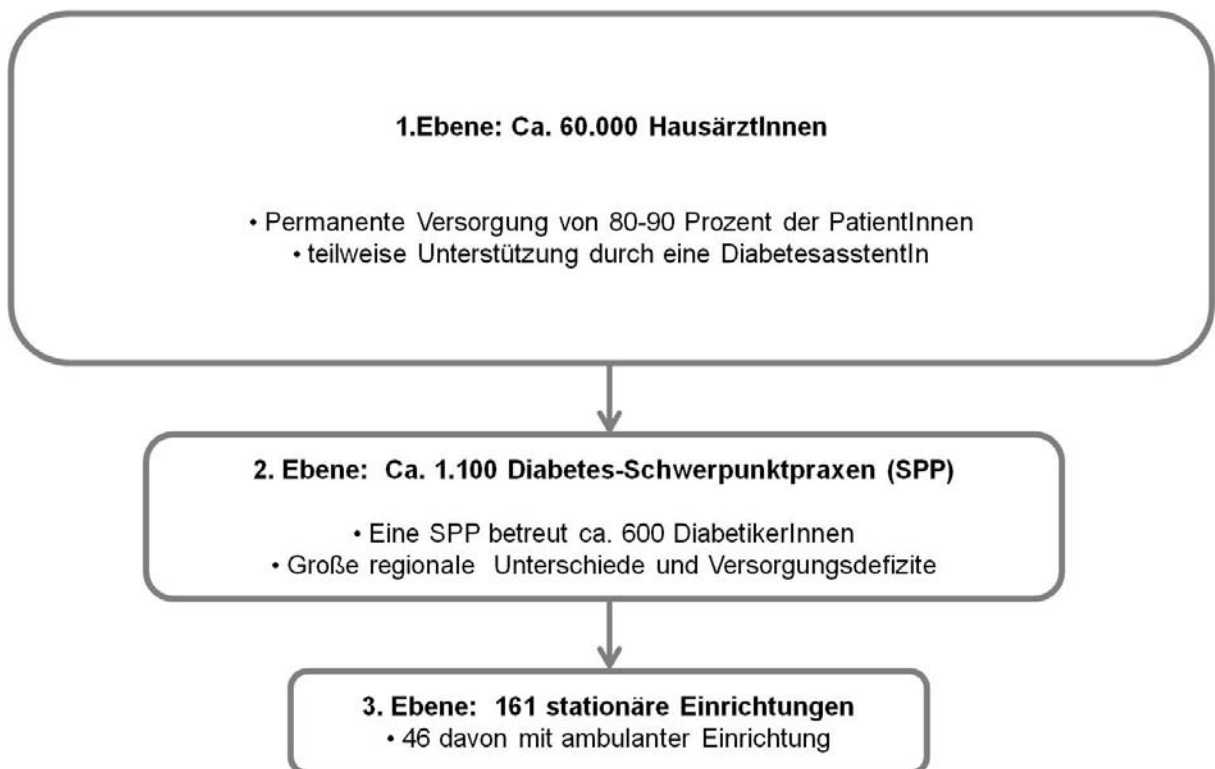 1.Ebene: Ca. 60.000 HausärztInnen
• Permanente Versorgung von 80-90 Prozent der PatientInnen
• teilweise Unterstützung durch eine DiabetesasstentIn
2. Ebene: Ca. 1.100 Diabetes-Schwerpunktpraxen (SPP)
• Eine SPP betreut ca. 600 DiabetikerInnen
• Große regionale Unterschiede und Versorgungsdefizite
3. Ebene: 161 stationäre Einrichtungen
• 46 davon mit ambulanter Einrichtung